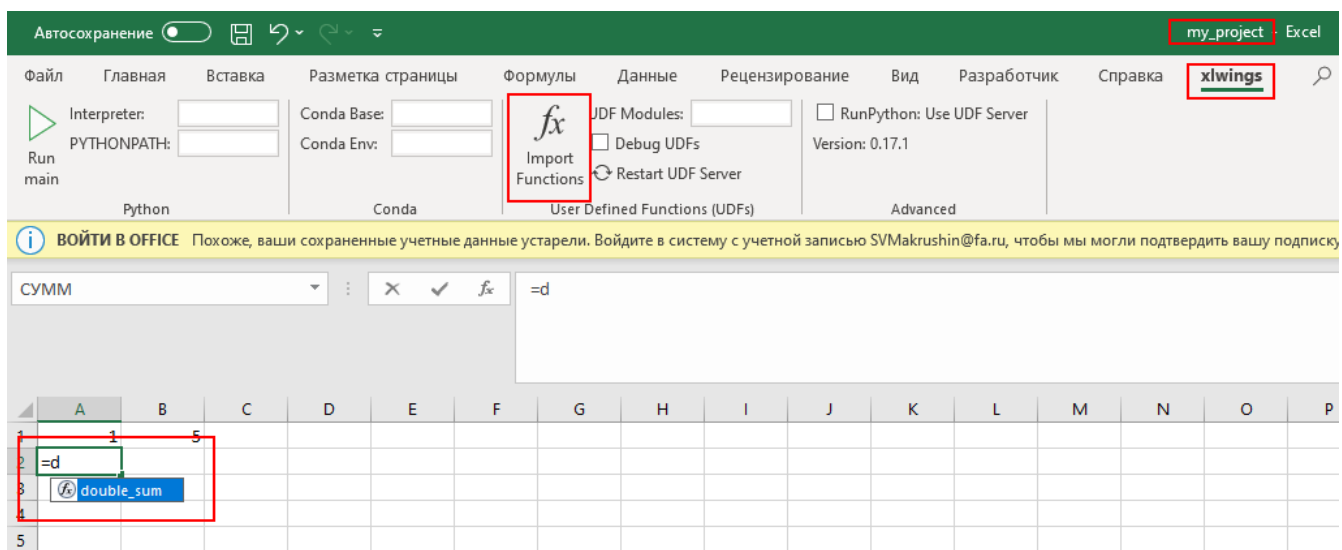 Автосохранение my_project - Excel
Файл Главная Вставка Разметка страницы Формулы Данные Рецензирование Вид Разработчик Справка xlwings
Interpreter: Conda Base: UDF Modules: RunPython: Use UDF Server
PYTHONPATH: Conda Env: Debug UDFs Version: 0.17.1
Run main Import Functions Restart UDF Server
Python Conda User Defined Functions (UDFs) Advanced
ВОЙТИ В OFFICE Похоже, ваши сохраненные учетные данные устарели. Войдите в систему с учетной записью SVMakrushin@fa.ru, чтобы мы могли подтвердить вашу подписку
СУММ fx =d
A B C D E F G H I J K L M N O P
1 1 5
2 =d
3 double_sum
4
5